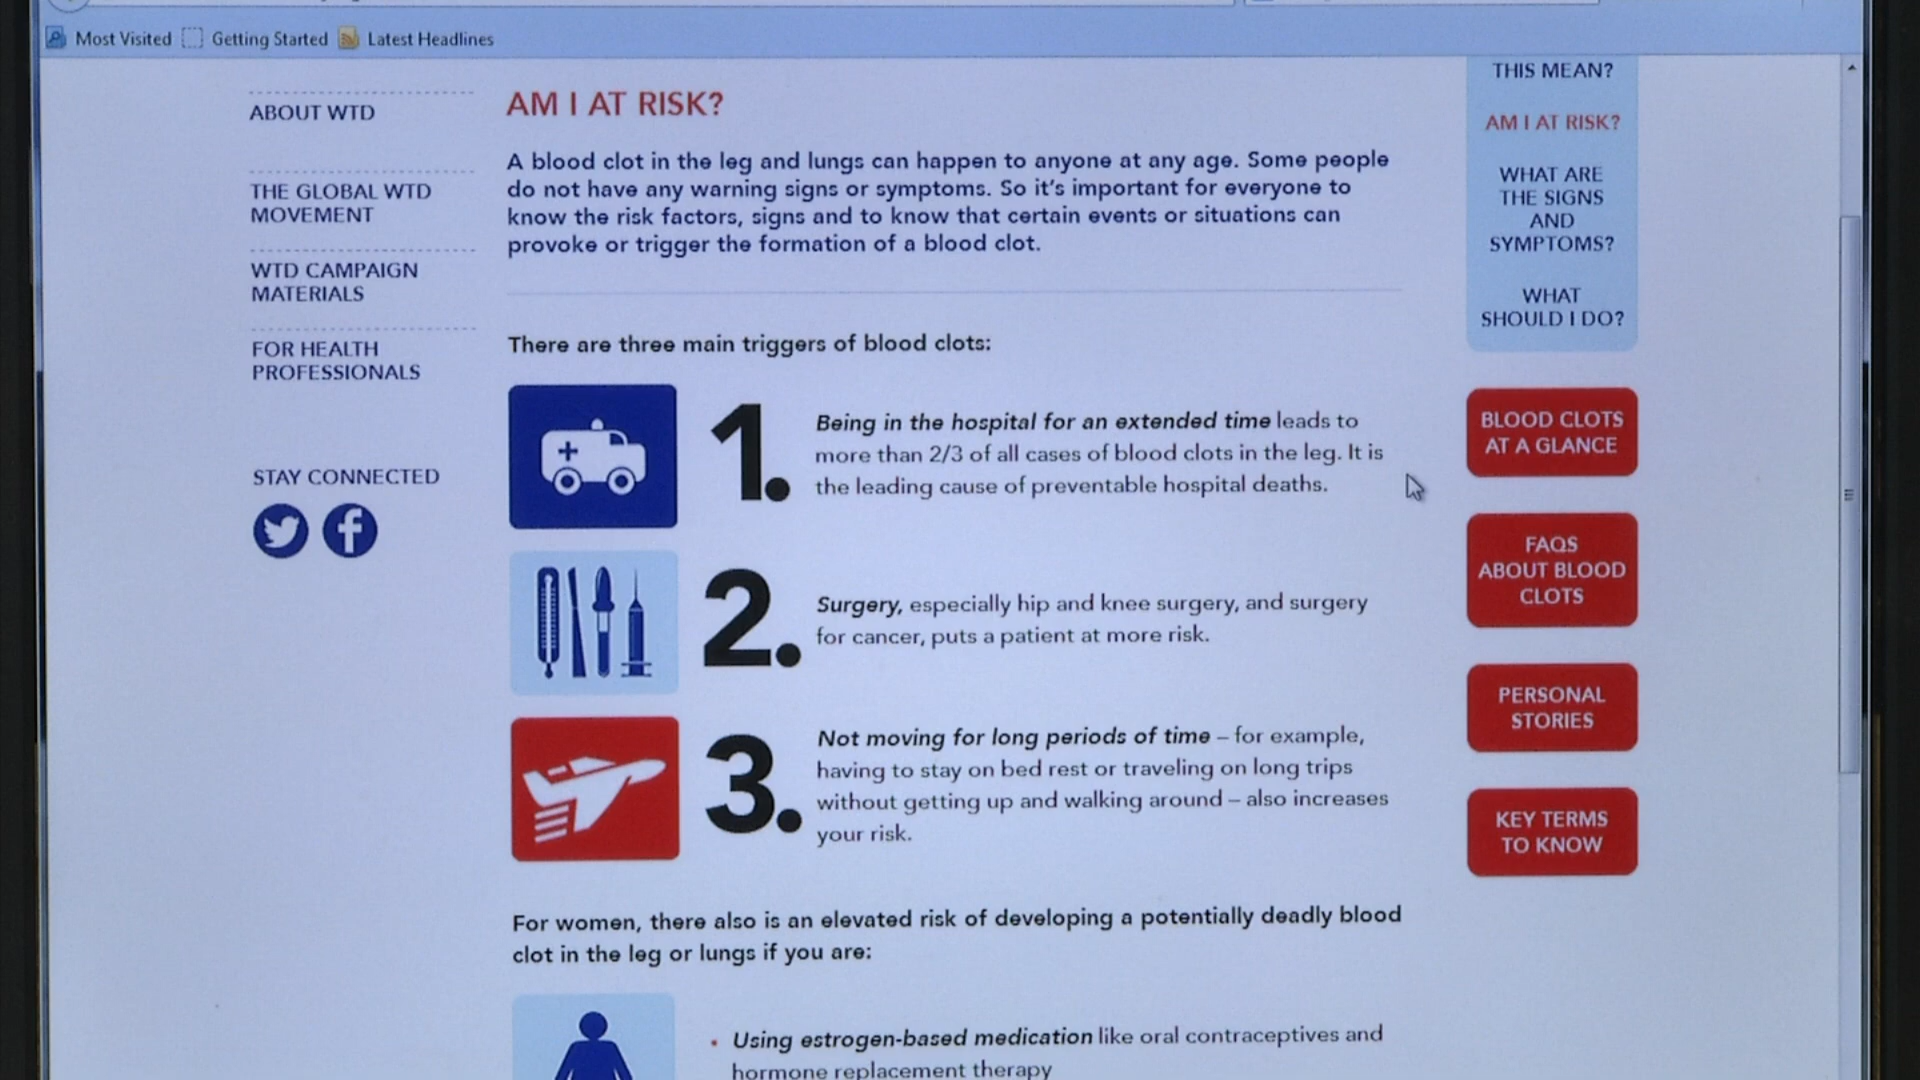 Most Visited
Getting Started
Latest Headlines
ABOUT WTD
THE GLOBAL WTD
MOVEMENT
WTD CAMPAIGN
MATERIALS
FOR HEALTH
PROFESSIONALS
STAY CONNECTED
AM I AT RISK?
A blood clot in the leg and lungs can happen to anyone at any age. Some people
do not have any warning signs or symptoms. So it's important for everyone to
know the risk factors, signs and to know that certain events or situations can
provoke or trigger the formation of a blood clot.
There are three main triggers of blood clots:
1.
Being in the hospital for an extended time leads to
more than 2/3 of all cases of blood clots in the leg. It is
the leading cause of preventable hospital deaths.
2.
Surgery, especially hip and knee surgery, and surgery
for cancer, puts a patient at more risk.
3.
Not moving for long periods of time – for example,
having to stay on bed rest or traveling on long trips
without getting up and walking around – also increases
your risk.
For women, there also is an elevated risk of developing a potentially deadly blood
clot in the leg or lungs if you are:
• Using estrogen-based medication like oral contraceptives and
hormone replacement therapy
THIS MEAN?
AM I AT RISK?
WHAT ARE
THE SIGNS
AND
SYMPTOMS?
WHAT
SHOULD I DO?
BLOOD CLOTS
AT A GLANCE
FAQS
ABOUT BLOOD
CLOTS
PERSONAL
STORIES
KEY TERMS
TO KNOW